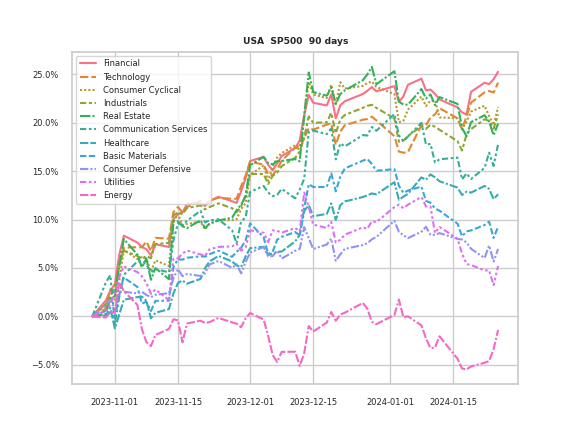 USA SP500 90 days
Financial
Technology
Consumer Cyclical
Industrials
Real Estate
Communication Services
Healthcare
Basic Materials
Consumer Defensive
Utilities
Energy
25.0%
20.0%
15.0%
10.0%
5.0%
0.0%
−5.0%
2023-11-01 2023-11-15 2023-12-01 2023-12-15 2024-01-01 2024-01-15